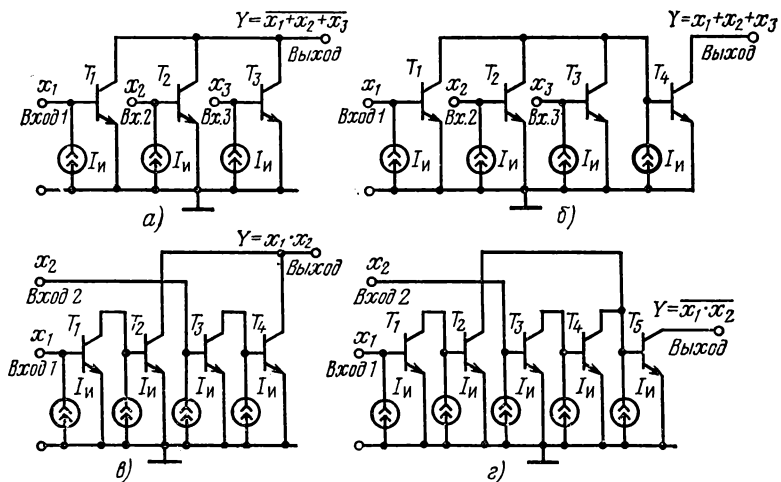 Y = \overline{x₁+x₂+x₃}
Выход
T₁ T₂ T₃
x₁ x₂ x₃
Вход 1 Вх.2 Вх.3
Iи Iи Iи
а)
Y = x₁+x₂+x₃
Выход
T₁ T₂ T₃ T₄
x₁ x₂ x₃
Вход 1 Вх.2 Вх.3
Iи Iи Iи Iи
б)
Y = x₁·x₂
Выход
x₂
Вход 2
T₁ T₂ T₃ T₄
x₁
Вход 1
Iи Iи Iи Iи
в)
x₂
Вход 2
Y = \overline{x₁·x₂}
Выход
T₁ T₂ T₃ T₄ T₅
x₁
Вход 1
Iи Iи Iи Iи Iи
г)